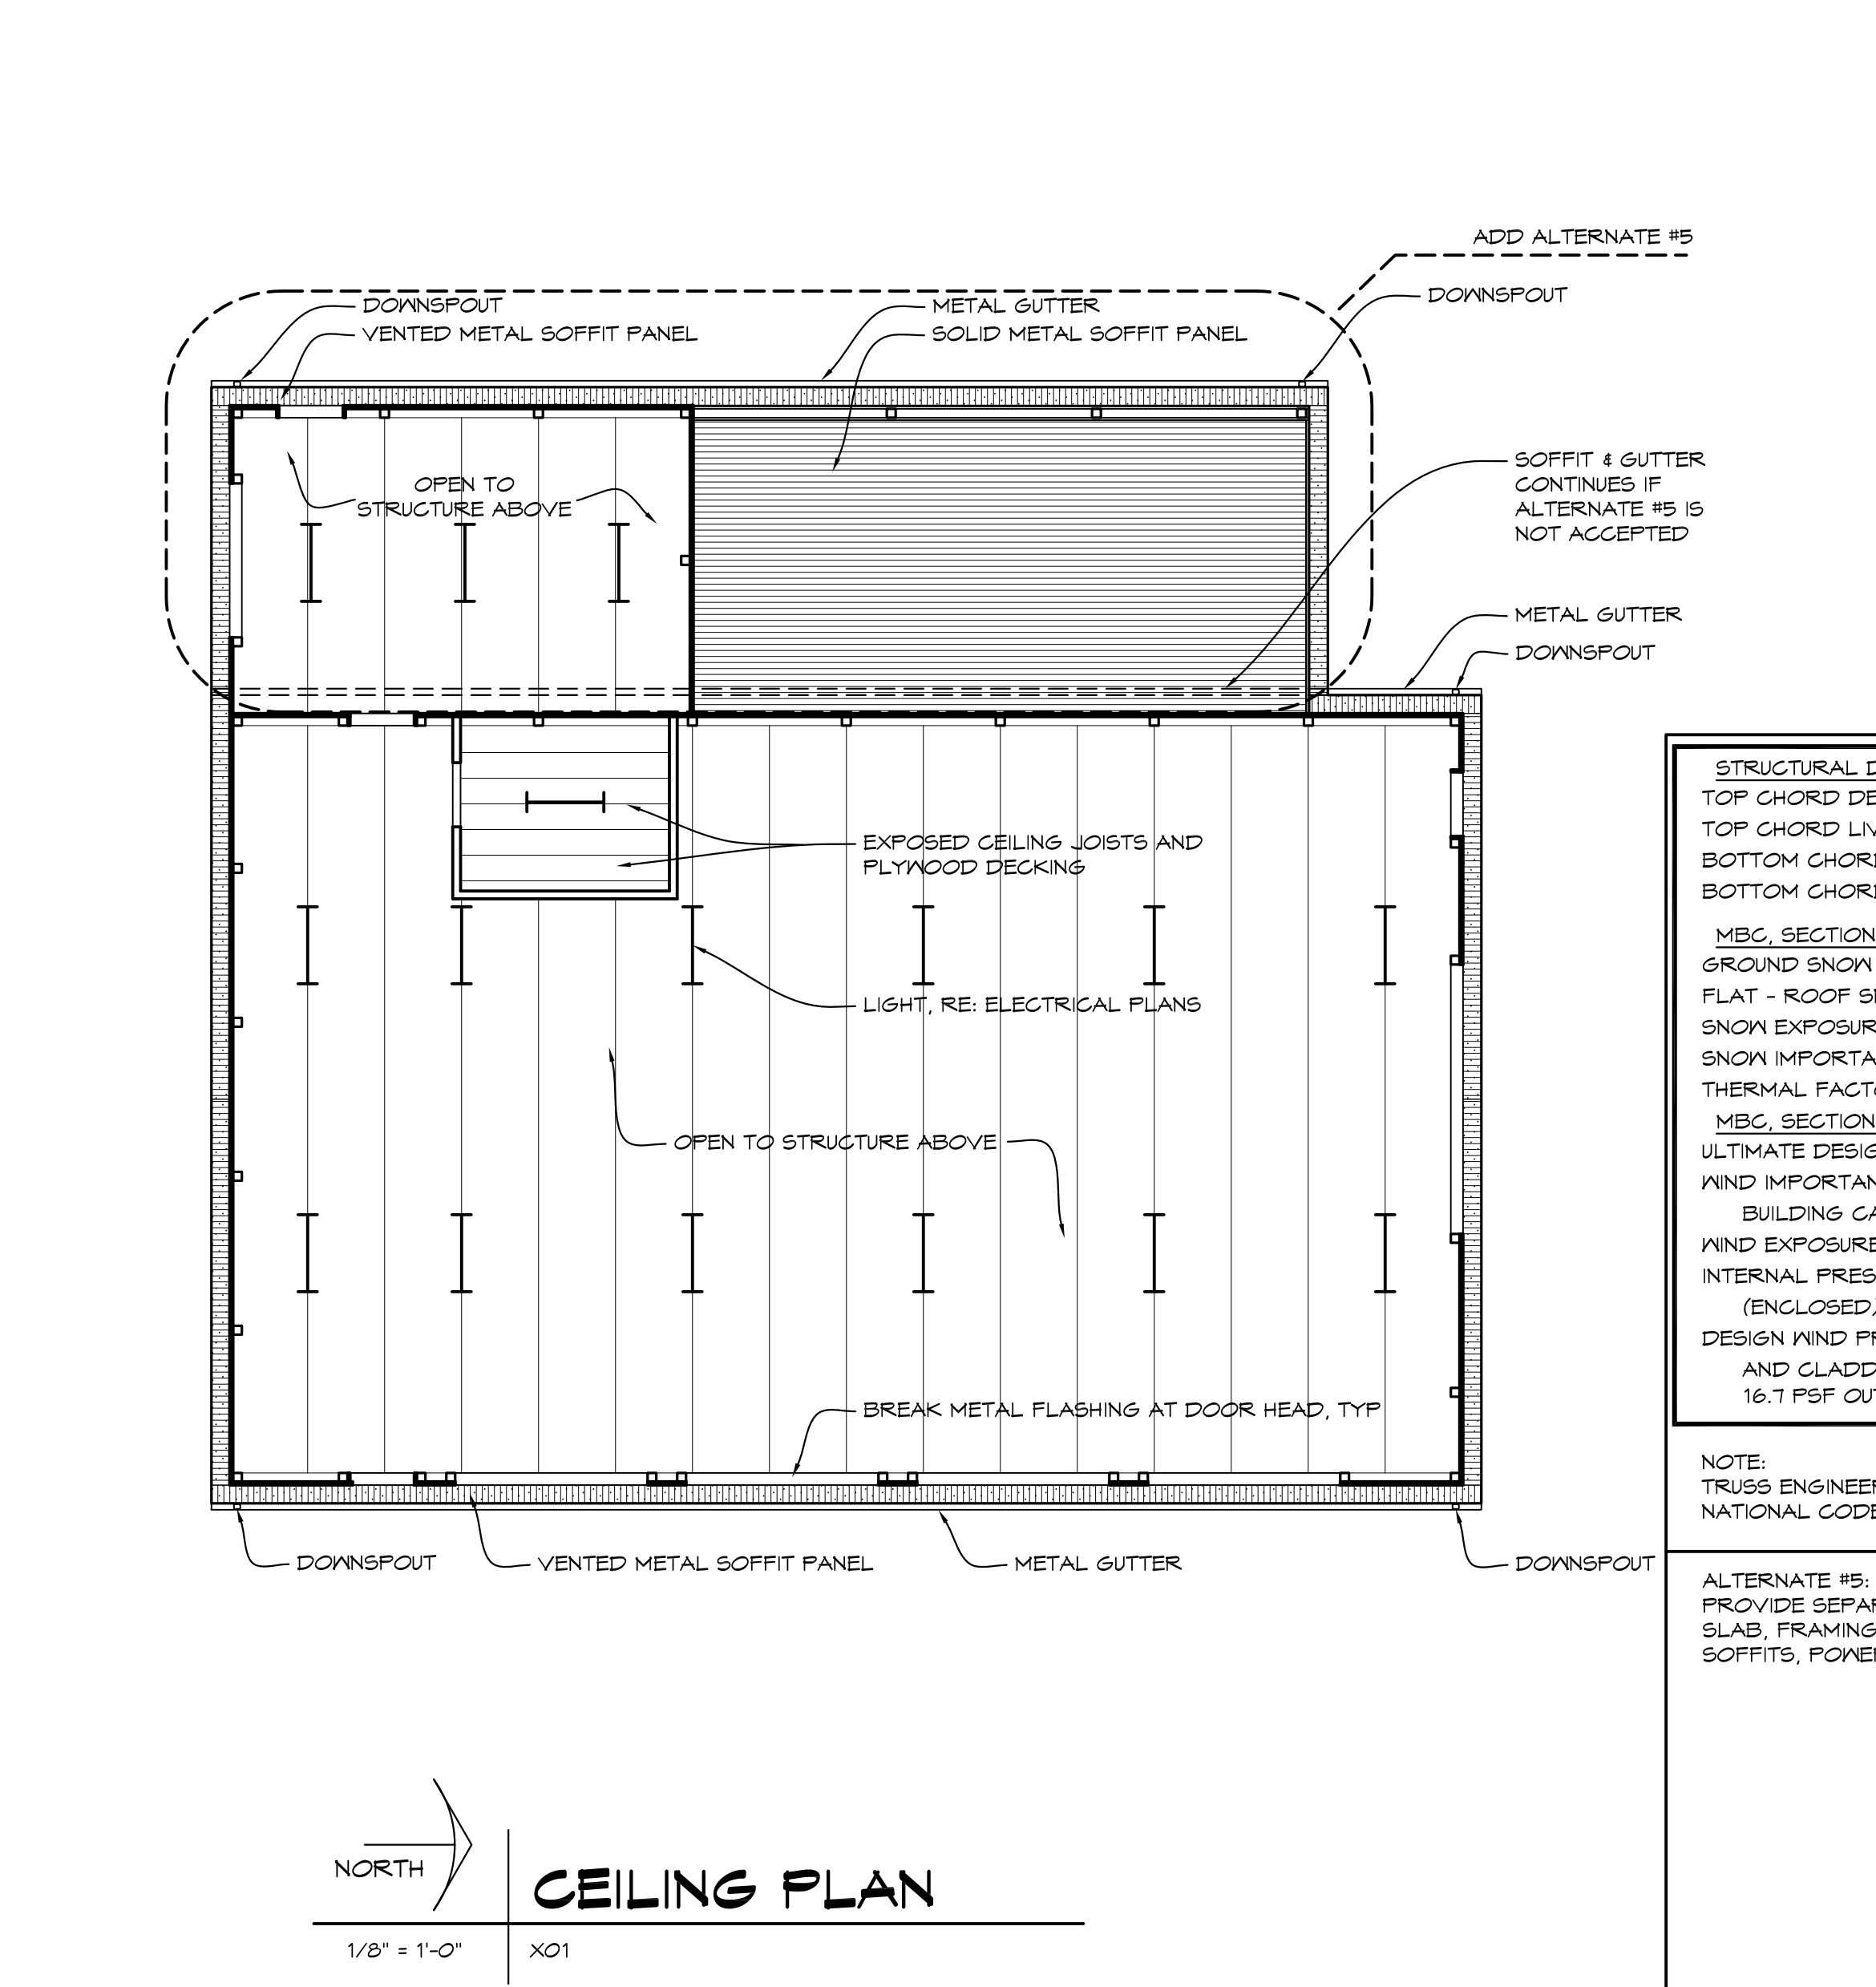 ADD ALTERNATE #5
DOWNSPOUT
VENTED METAL SOFFIT PANEL
METAL GUTTER
SOLID METAL SOFFIT PANEL
DOWNSPOUT
OPEN TO
STRUCTURE ABOVE
SOFFIT & GUTTER
CONTINUES IF
ALTERNATE #5 IS
NOT ACCEPTED
METAL GUTTER
DOWNSPOUT
EXPOSED CEILING JOISTS AND
PLYWOOD DECKING
LIGHT, RE: ELECTRICAL PLANS
OPEN TO STRUCTURE ABOVE
BREAK METAL FLASHING AT DOOR HEAD, TYP
DOWNSPOUT
VENTED METAL SOFFIT PANEL
METAL GUTTER
DOWNSPOUT
STRUCTURAL
TOP CHORD
TOP CHORD
BOTTOM CHORD
BOTTOM CHORD
MBC, SECTION
GROUND SNOW
FLAT - ROOF
SNOW
SNOW
THERMAL
MBC, SECTION
ULTIMATE
WIND
BUILDING
WIND EXPOSURE
INTERNAL
(ENCLOSED)
DESIGN WIND
AND
16.7 PSF
NOTE:
TRUSS
NATIONAL CODE
ALTERNATE #5:
PROVIDE
SLAB, FRAMING
SOFFITS,
NORTH
CEILING PLAN
1/8" = 1'-0"
X01